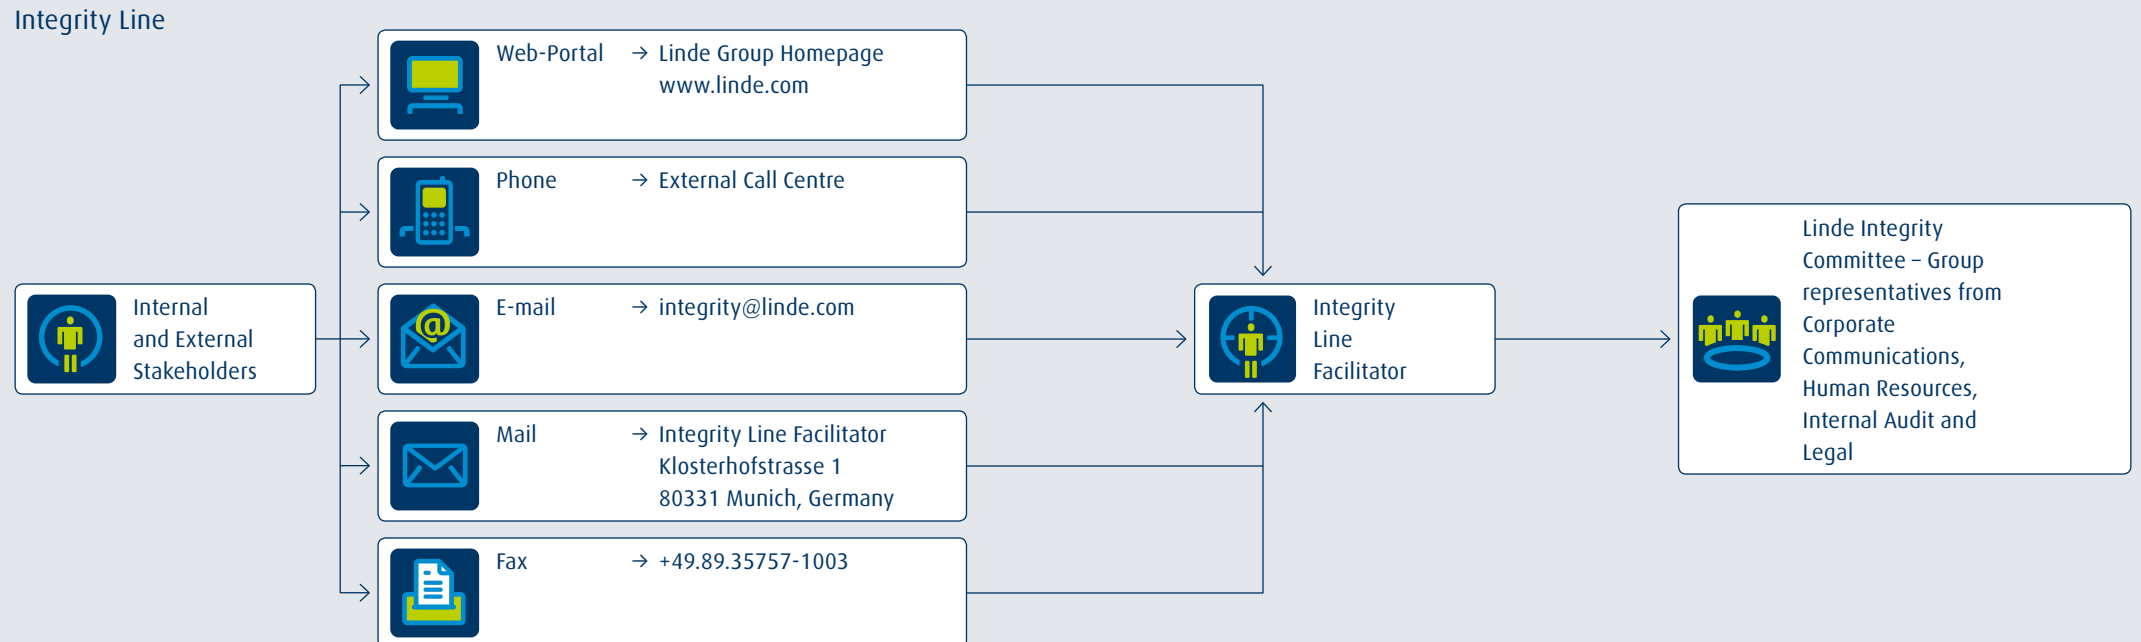 Integrity Line
Web-Portal → Linde Group Homepage
www.linde.com
Phone → External Call Centre
Internal
and External
Stakeholders
E-mail → integrity@linde.com
Mail → Integrity Line Facilitator
Klosterhofstrasse 1
80331 Munich, Germany
Fax → +49.89.35757-1003
Integrity
Line
Facilitator
Linde Integrity
Committee – Group
representatives from
Corporate
Communications,
Human Resources,
Internal Audit and
Legal